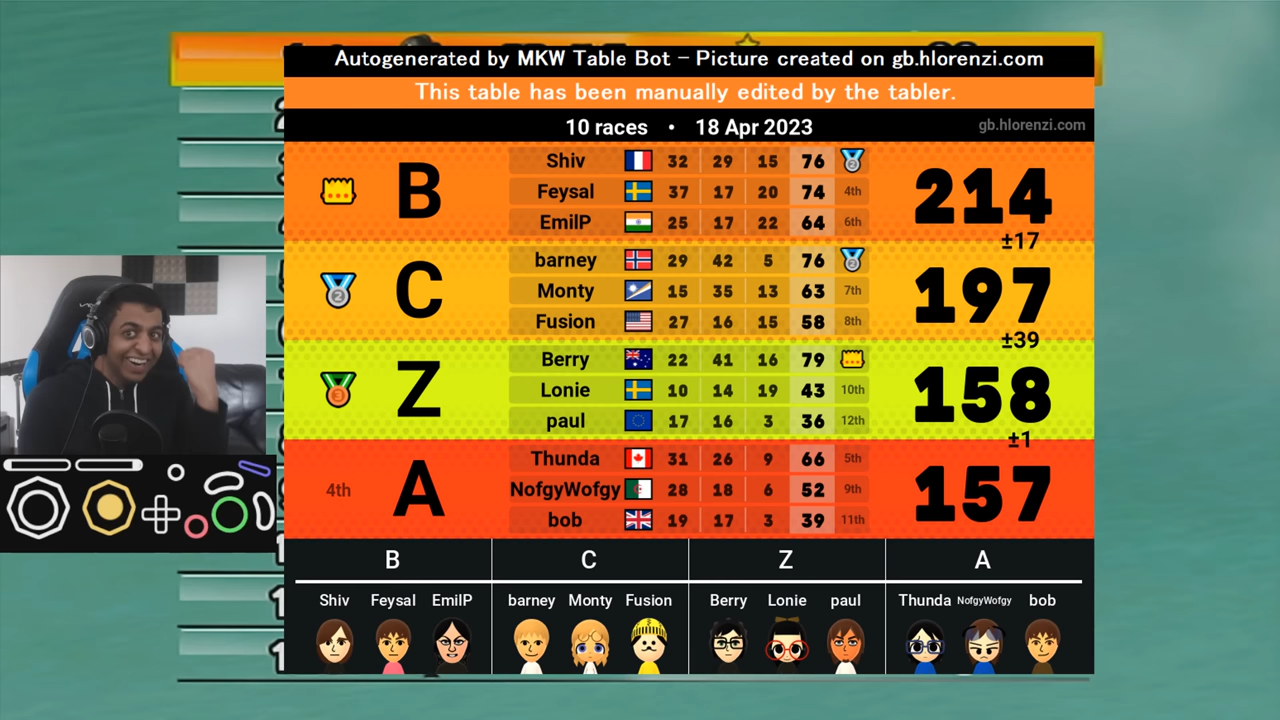 Autogenerated by MKW Table Bot – Picture created on gb.hlorenzi.com
This table has been manually edited by the tabler.
10 races • 18 Apr 2023 gb.hlorenzi.com
B
Shiv 32 29 15 76 2
Feysal 37 17 20 74 4th
EmilP 25 17 22 64 6th
214
±17
2 C
barney 29 42 5 76 2
Monty 15 35 13 63 7th
Fusion 27 16 15 58 8th
197
±39
3 Z
Berry 22 41 16 79
Lonie 10 14 19 43 10th
paul 17 16 3 36 12th
158
±1
4th A
Thunda 31 26 9 66 5th
NofgyWofgy 28 18 6 52 9th
bob 19 17 3 39 11th
157
B C Z A
Shiv Feysal EmilP barney Monty Fusion Berry Lonie paul Thunda NofgyWofgy bob